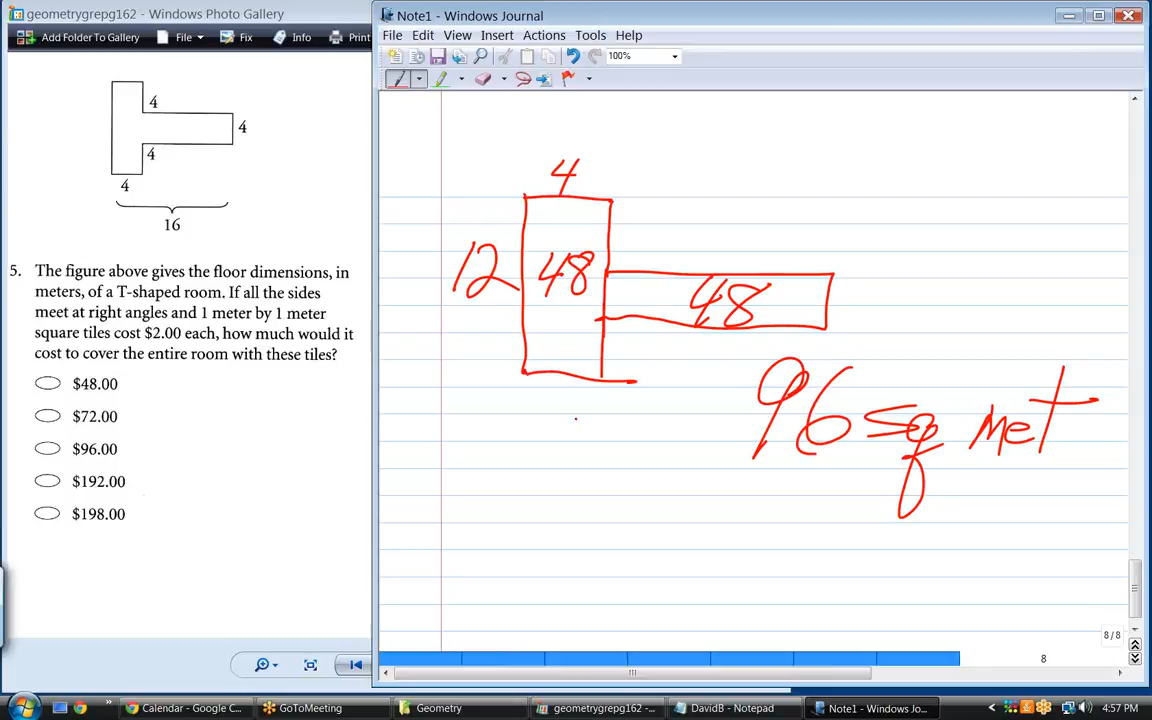 geometrygrepg162 - Windows Photo Gallery
Add Folder To Gallery File Fix Info Print
4
4
4
4
16
5. The figure above gives the floor dimensions, in
meters, of a T-shaped room. If all the sides
meet at right angles and 1 meter by 1 meter
square tiles cost $2.00 each, how much would it
cost to cover the entire room with these tiles?
$48.00
$72.00
$96.00
$192.00
$198.00
Note1 - Windows Journal
File Edit View Insert Actions Tools Help
100%
4
12 48
48
96 sq met
8/8
8
Calendar - Google C... GoToMeeting Geometry geometrygrepg162 -... DavidB - Notepad Note1 - Windows Jo... 4:57 PM